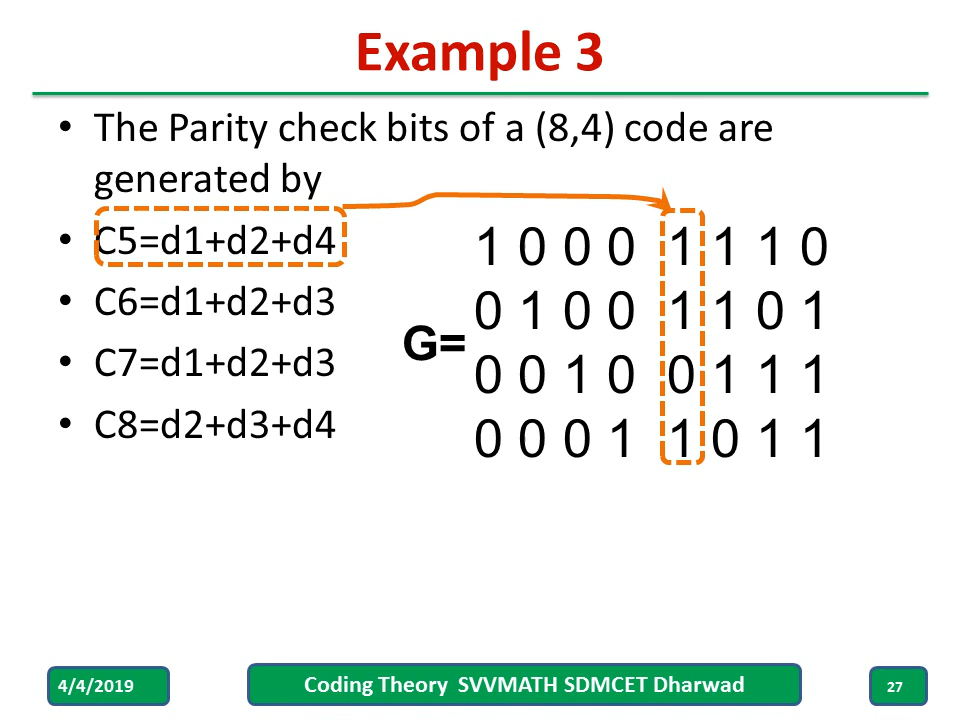 Example 3
• The Parity check bits of a (8,4) code are
generated by
• C5=d1+d2+d4
• C6=d1+d2+d3
• C7=d1+d2+d3
• C8=d2+d3+d4
G=
1 0 0 0 1 1 1 0
0 1 0 0 1 1 0 1
0 0 1 0 0 1 1 1
0 0 0 1 1 0 1 1
4/4/2019
Coding Theory SVVMATH SDMCET Dharwad
27